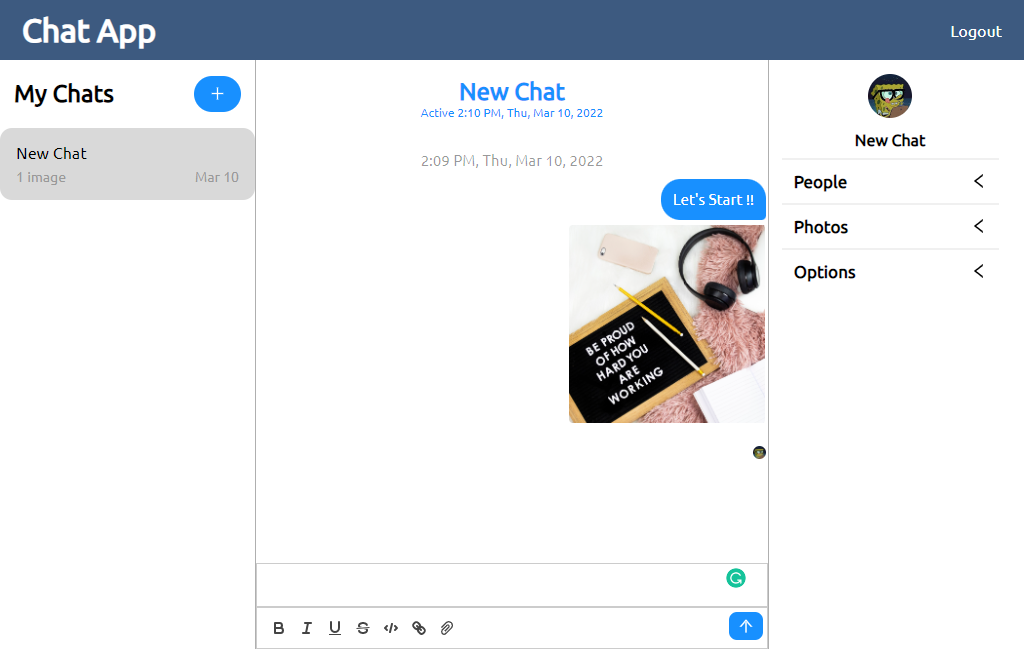 Chat App
Logout
My Chats
+
New Chat
1 image
Mar 10
New Chat
Active 2:10 PM, Thu, Mar 10, 2022
2:09 PM, Thu, Mar 10, 2022
Let's Start !!
BE PROUD
OF HOW
HARD YOU
ARE
WORKING
B I U S </>
New Chat
People
Photos
Options